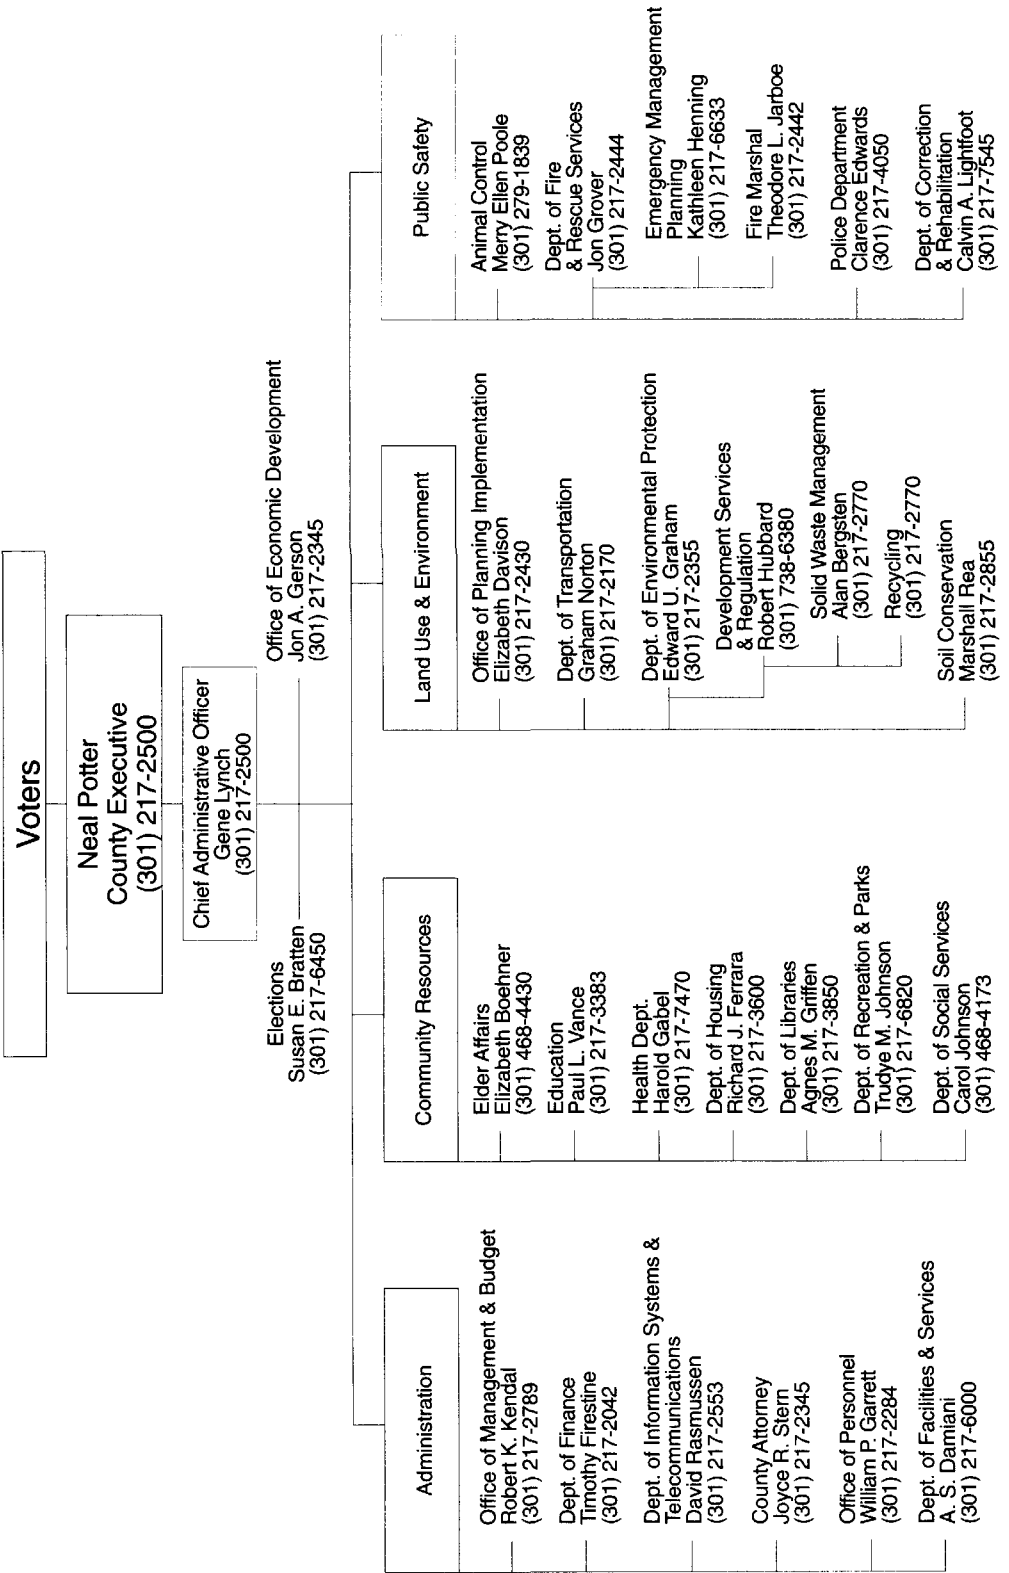 Voters
Neal Potter
County Executive
(301) 217-2500
Chief Administrative Officer
Gene Lynch
(301) 217-2500
Elections
Susan E. Bratten
(301) 217-6450
Office of Economic Development
Jon A. Gerson
(301) 217-2345
Administration
Office of Management & Budget
Robert K. Kendal
(301) 217-2789
Dept. of Finance
Timothy Firestine
(301) 217-2042
Dept. of Information Systems &
Telecommunications
David Rasmussen
(301) 217-2553
County Attorney
Joyce R. Stern
(301) 217-2345
Office of Personnel
William P. Garrett
(301) 217-2284
Dept. of Facilities & Services
A. S. Damiani
(301) 217-6000
Community Resources
Elder Affairs
Elizabeth Boehner
(301) 468-4430
Education
Paul L. Vance
(301) 217-3383
Health Dept.
Harold Gabel
(301) 217-7470
Dept. of Housing
Richard J. Ferrara
(301) 217-3600
Dept. of Libraries
Agnes M. Griffen
(301) 217-3850
Dept. of Recreation & Parks
Trudye M. Johnson
(301) 217-6820
Dept. of Social Services
Carol Johnson
(301) 468-4173
Land Use & Environment
Office of Planning Implementation
Elizabeth Davison
(301) 217-2430
Dept. of Transportation
Graham Norton
(301) 217-2170
Dept. of Environmental Protection
Edward U. Graham
(301) 217-2355
Development Services
& Regulation
Robert Hubbard
(301) 738-6380
Solid Waste Management
Alan Bergsten
(301) 217-2770
Recycling
(301) 217-2770
Soil Conservation
Marshall Rea
(301) 217-2855
Public Safety
Animal Control
Merry Ellen Poole
(301) 279-1839
Dept. of Fire
& Rescue Services
Jon Grover
(301) 217-2444
Emergency Management
Planning
Kathleen Henning
(301) 217-6633
Fire Marshal
Theodore L. Jarboe
(301) 217-2442
Police Department
Clarence Edwards
(301) 217-4050
Dept. of Correction
& Rehabilitation
Calvin A. Lightfoot
(301) 217-7545